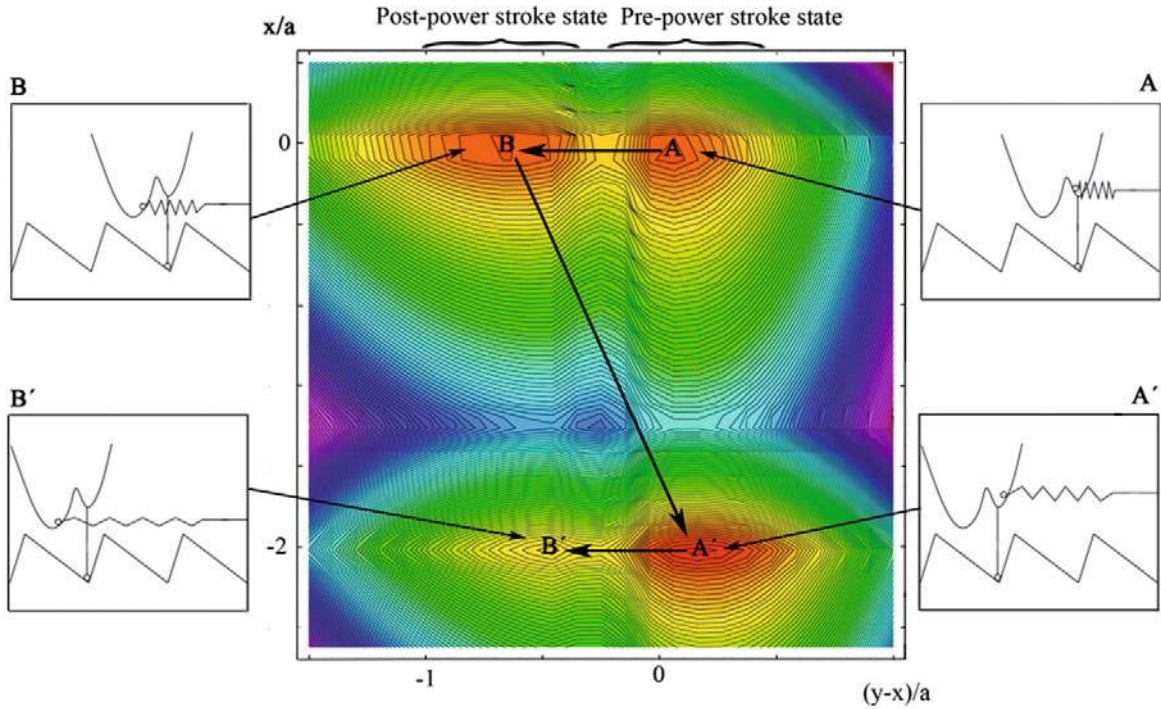 Post-power stroke state Pre-power stroke state
x/a
B
A
0
B
A
B´
A´
-2
B´
A´
-1
0
(y-x)/a